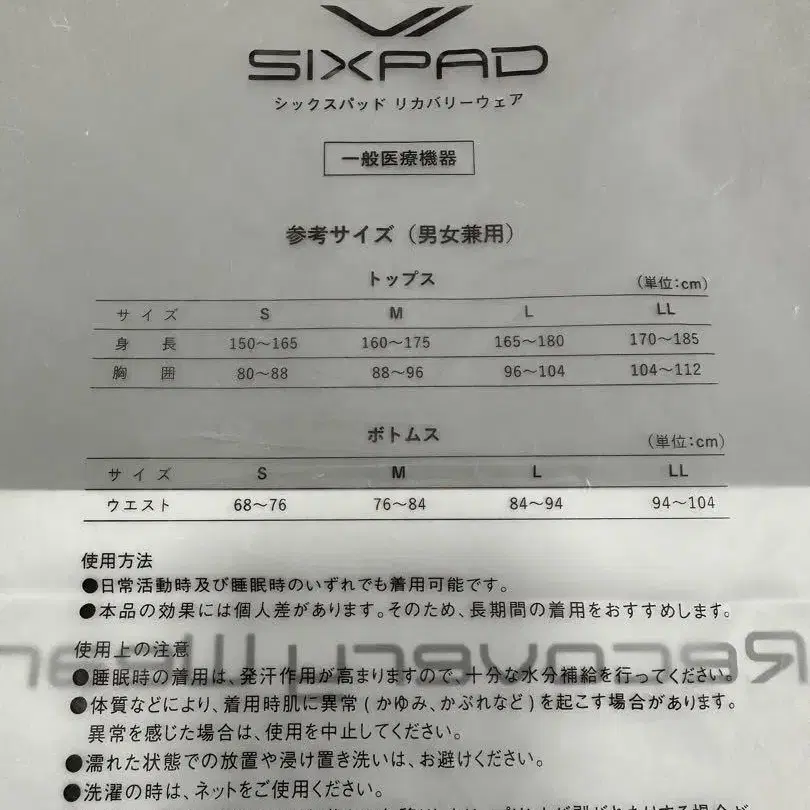 SIXPAD
シックスパッド リカバリーウェア
一般医療機器
参考サイズ（男女兼用）
トップス
（単位：cm）
サイズ S M L LL
身長 150〜165 160〜175 165〜180 170〜185
胸囲 80〜88 88〜96 96〜104 104〜112
ボトムス
（単位：cm）
サイズ S M L LL
ウエスト 68〜76 76〜84 84〜94 94〜104
使用方法
●日常活動時及び睡眠時のいずれでも着用可能です。
●本品の効果には個人差があります。そのため、長期間の着用をおすすめします。
Recovery Wear
使用上の注意
●睡眠時の着用は、発汗作用が高まりますので、十分な水分補給を行ってください。
●体質などにより、着用時肌に異常（かゆみ、かぶれなど）を起こす場合があります。
異常を感じた場合は、使用を中止してください。
●濡れた状態での放置や浸け置き洗いは、お避けください。
●洗濯の時は、ネットをご使用ください。